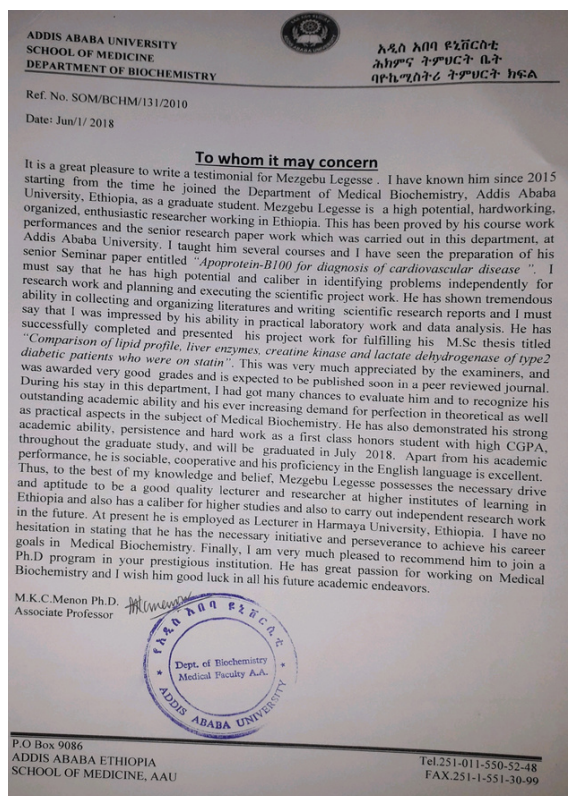 ADDIS ABABA UNIVERSITY
SCHOOL OF MEDICINE
DEPARTMENT OF BIOCHEMISTRY
አዲስ አበባ ዩኒቨርስቲ
ሕክምና ትምህርት ቤት
ባዮኬሚስትሪ ትምህርት ክፍል
Ref. No. SOM/BCHM/131/2010
Date: Jun/1/ 2018
To whom it may concern
It is a great pleasure to write a testimonial for Mezgebu Legesse . I have known him since 2015
starting from the time he joined the Department of Medical Biochemistry, Addis Ababa
University, Ethiopia, as a graduate student. Mezgebu Legesse is a high potential, hardworking,
organized, enthusiastic researcher working in Ethiopia. This has been proved by his course work
performances and the senior research paper work which was carried out in this department, at
Addis Ababa University. I taught him several courses and I have seen the preparation of his
senior Seminar paper entitled “Apoprotein-B100 for diagnosis of cardiovascular disease ”. I
must say that he has high potential and caliber in identifying problems independently for
research work and planning and executing the scientific project work. He has shown tremendous
ability in collecting and organizing literatures and writing scientific research reports and I must
say that I was impressed by his ability in practical laboratory work and data analysis. He has
successfully completed and presented his project work for fulfilling his M.Sc thesis titled
“Comparison of lipid profile, liver enzymes, creatine kinase and lactate dehydrogenase of type2
diabetic patients who were on statin”. This was very much appreciated by the examiners, and
was awarded very good grades and is expected to be published soon in a peer reviewed journal.
During his stay in this department, I had got many chances to evaluate him and to recognize his
outstanding academic ability and his ever increasing demand for perfection in theoretical as well
as practical aspects in the subject of Medical Biochemistry. He has also demonstrated his strong
academic ability, persistence and hard work as a first class honors student with high CGPA,
throughout the graduate study, and will be graduated in July 2018. Apart from his academic
performance, he is sociable, cooperative and his proficiency in the English language is excellent.
Thus, to the best of my knowledge and belief, Mezgebu Legesse possesses the necessary drive
and aptitude to be a good quality lecturer and researcher at higher institutes of learning in
Ethiopia and also has a caliber for higher studies and also to carry out independent research work
in the future. At present he is employed as Lecturer in Harmaya University, Ethiopia. I have no
hesitation in stating that he has the necessary initiative and perseverance to achieve his career
goals in Medical Biochemistry. Finally, I am very much pleased to recommend him to join a
Ph.D program in your prestigious institution. He has great passion for working on Medical
Biochemistry and I wish him good luck in all his future academic endeavors.
M.K.C.Menon Ph.D.
Associate Professor
የአዲስ አበባ ዩኒቨርሲቲ
Dept. of Biochemistry
Medical Faculty A.A.
ADDIS ABABA UNIVERSITY
P.O Box 9086
ADDIS ABABA ETHIOPIA
SCHOOL OF MEDICINE, AAU
Tel.251-011-550-52-48
FAX.251-1-551-30-99